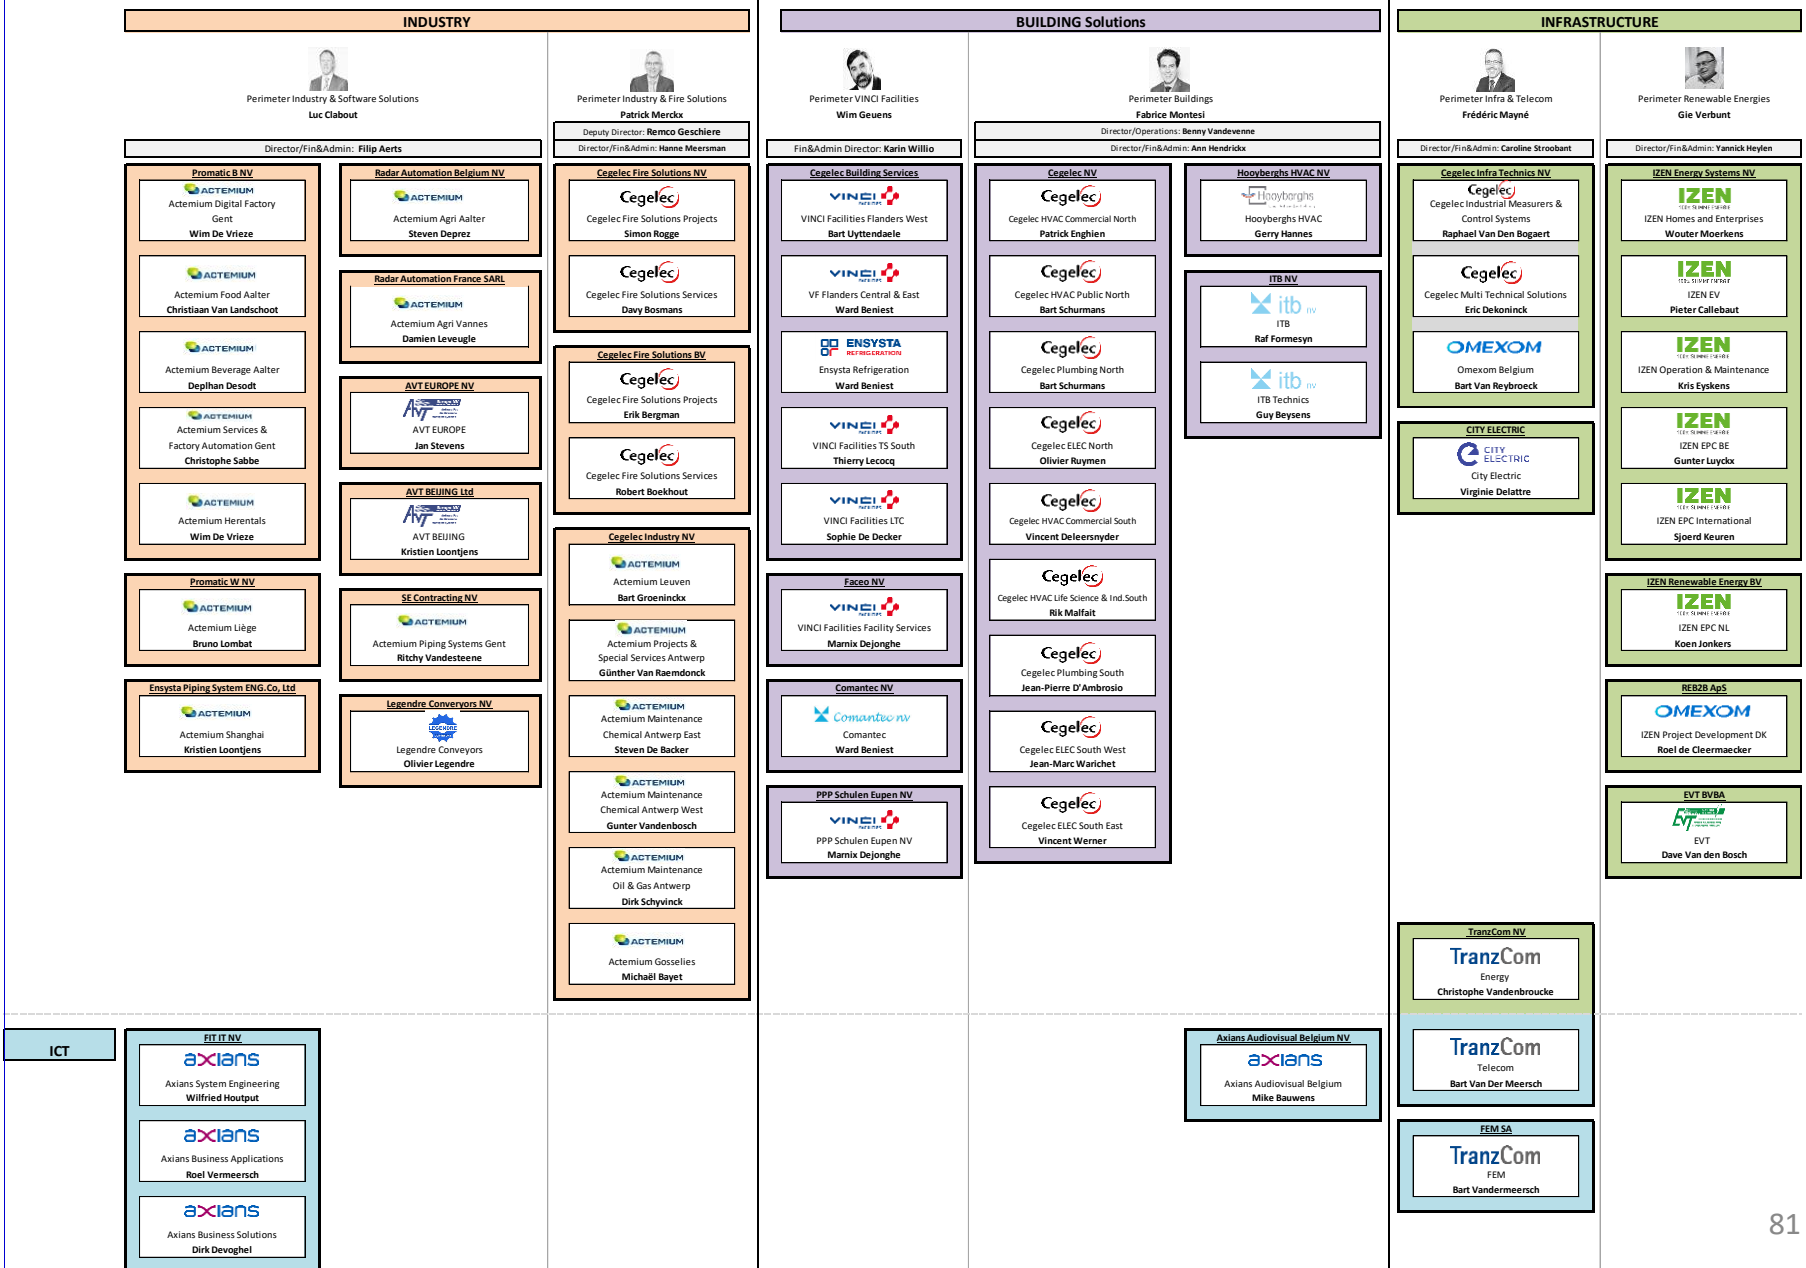 INDUSTRY
BUILDING Solutions
INFRASTRUCTURE
Perimeter Industry & Software Solutions
Luc Clabout
Director/Fin&Admin: Filip Aerts
Promatic B NV
ACTEMIUM
Actemium Digital Factory
Gent
Wim De Vrieze
ACTEMIUM
Actemium Food Aalter
Christiaan Van Landschoot
ACTEMIUM
Actemium Beverage Aalter
Deplhan Desodt
ACTEMIUM
Actemium Services &
Factory Automation Gent
Christophe Sabbe
ACTEMIUM
Actemium Herentals
Wim De Vrieze
Promatic W NV
ACTEMIUM
Actemium Liège
Bruno Lombat
Ensysta Piping System ENG.Co, Ltd
ACTEMIUM
Actemium Shanghai
Kristien Loontjens
Radar Automation Belgium NV
ACTEMIUM
Actemium Agri Aalter
Steven Deprez
Radar Automation France SARL
ACTEMIUM
Actemium Agri Vannes
Damien Leveugle
AVT EUROPE NV
AVT
AVT EUROPE
Jan Stevens
AVT BEIJING Ltd
AVT
AVT BEIJING
Kristien Loontjens
SE Contracting NV
ACTEMIUM
Actemium Piping Systems Gent
Ritchy Vandesteene
Legendre Converyors NV
LEGENDRE
Legendre Conveyors
Olivier Legendre
Perimeter Industry & Fire Solutions
Patrick Merckx
Deputy Director: Remco Geschiere
Director/Fin&Admin: Hanne Meersman
Cegelec Fire Solutions NV
Cegelec
Cegelec Fire Solutions Projects
Simon Rogge
Cegelec
Cegelec Fire Solutions Services
Davy Bosmans
Cegelec Fire Solutions BV
Cegelec
Cegelec Fire Solutions Projects
Erik Bergman
Cegelec
Cegelec Fire Solutions Services
Robert Boekhout
Cegelec Industry NV
ACTEMIUM
Actemium Leuven
Bart Groeninckx
ACTEMIUM
Actemium Projects &
Special Services Antwerp
Günther Van Raemdonck
ACTEMIUM
Actemium Maintenance
Chemical Antwerp East
Steven De Backer
ACTEMIUM
Actemium Maintenance
Chemical Antwerp West
Gunter Vandenbosch
ACTEMIUM
Actemium Maintenance
Oil & Gas Antwerp
Dirk Schyvinck
ACTEMIUM
Actemium Gosselies
Michaël Bayet
Perimeter VINCI Facilities
Wim Geuens
Fin&Admin Director: Karin Willio
Cegelec Building Services
VINCI
FACILITIES
VINCI Facilities Flanders West
Bart Uyttendaele
VINCI
FACILITIES
VF Flanders Central & East
Ward Beniest
ENSYSTA
REFRIGERATION
Ensysta Refrigeration
Ward Beniest
VINCI
FACILITIES
VINCI Facilities TS South
Thierry Lecocq
VINCI
FACILITIES
VINCI Facilities LTC
Sophie De Decker
Faceo NV
VINCI
FACILITIES
VINCI Facilities Facility Services
Marnix Dejonghe
Comantec NV
Comantec nv
Comantec
Ward Beniest
PPP Schulen Eupen NV
VINCI
FACILITIES
PPP Schulen Eupen NV
Marnix Dejonghe
Perimeter Buildings
Fabrice Montesi
Director/Operations: Benny Vandevenne
Director/Fin&Admin: Ann Hendrickx
Cegelec NV
Cegelec
Cegelec HVAC Commercial North
Patrick Enghien
Cegelec
Cegelec HVAC Public North
Bart Schurmans
Cegelec
Cegelec Plumbing North
Bart Schurmans
Cegelec
Cegelec ELEC North
Olivier Ruymen
Cegelec
Cegelec HVAC Commercial South
Vincent Deleersnyder
Cegelec
Cegelec HVAC Life Science & Ind.South
Rik Malfait
Cegelec
Cegelec Plumbing South
Jean-Pierre D'Ambrosio
Cegelec
Cegelec ELEC South West
Jean-Marc Warichet
Cegelec
Cegelec ELEC South East
Vincent Werner
Hooyberghs HVAC NV
Hooyberghs
Hooyberghs HVAC
Gerry Hannes
ITB NV
itb nv
ITB
Raf Formesyn
itb nv
ITB Technics
Guy Beysens
Perimeter Infra & Telecom
Frédéric Mayné
Director/Fin&Admin: Caroline Stroobant
Cegelec Infra Technics NV
Cegelec
Cegelec Industrial Measurers &
Control Systems
Raphael Van Den Bogaert
Cegelec
Cegelec Multi Technical Solutions
Eric Dekoninck
OMEXOM
Omexom Belgium
Bart Van Reybroeck
CITY ELECTRIC
CITY
ELECTRIC
City Electric
Virginie Delattre
TranzCom NV
TranzCom
Energy
Christophe Vandenbroucke
TranzCom
Telecom
Bart Van Der Meersch
FEM SA
TranzCom
FEM
Bart Vandermeersch
Perimeter Renewable Energies
Gie Verbunt
Director/Fin&Admin: Yannick Heylen
IZEN Energy Systems NV
IZEN
IZEN Homes and Enterprises
Wouter Moerkens
IZEN
IZEN EV
Pieter Callebaut
IZEN
IZEN Operation & Maintenance
Kris Eyskens
IZEN
IZEN EPC BE
Gunter Luyckx
IZEN
IZEN EPC International
Sjoerd Keuren
IZEN Renewable Energy BV
IZEN
IZEN EPC NL
Koen Jonkers
REB2B ApS
OMEXOM
IZEN Project Development DK
Roel de Cleermaecker
EVT BVBA
EVT
EVT
Dave Van den Bosch
ICT
FIT IT NV
axians
Axians System Engineering
Wilfried Houtput
axians
Axians Business Applications
Roel Vermeersch
axians
Axians Business Solutions
Dirk Devoghel
Axians Audiovisual Belgium NV
axians
Axians Audiovisual Belgium
Mike Bauwens
81